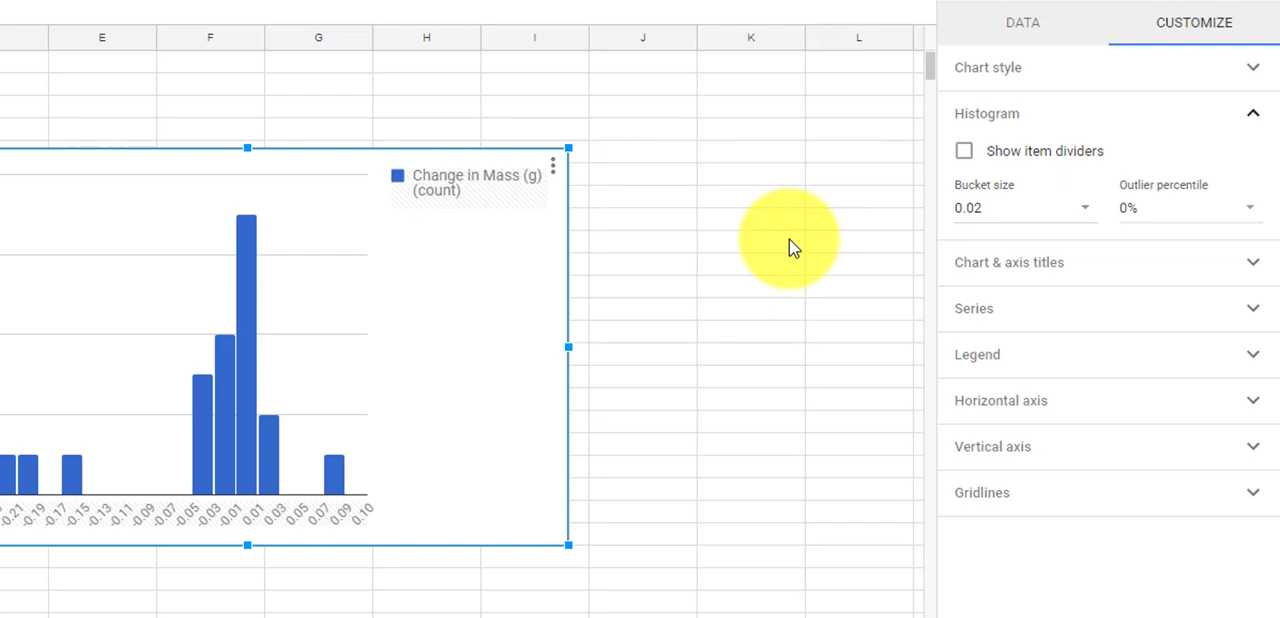 DATA CUSTOMIZE
E F G H I J K L
Chart style
Histogram
Show item dividers
Bucket size Outlier percentile
0.02 0%
Change in Mass (g)
(count)
Chart & axis titles
Series
Legend
Horizontal axis
Vertical axis
Gridlines
-0.21 -0.19 -0.17 -0.15 -0.13 -0.11 -0.09 -0.07 -0.05 -0.03 -0.01 0.01 0.03 0.05 0.07 0.09 0.10